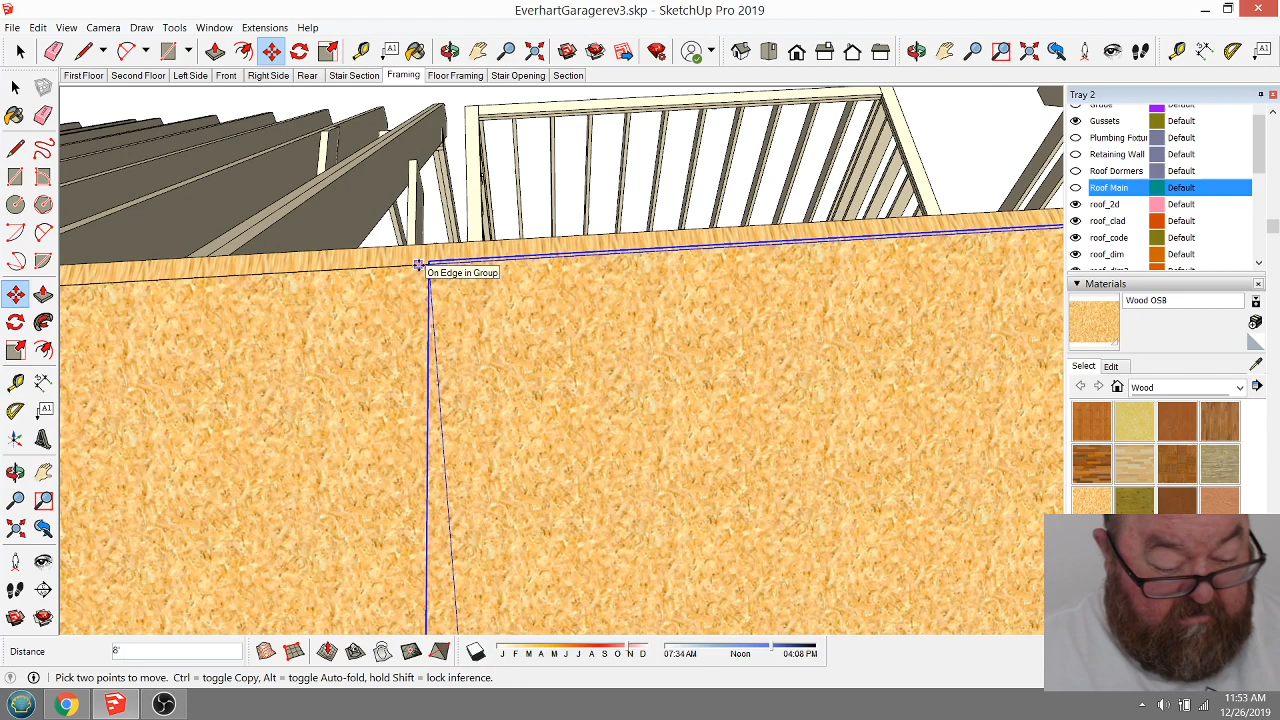 EverhartGaragerev3.skp - SketchUp Pro 2019
File Edit View Camera Draw Tools Window Extensions Help
First Floor Second Floor Left Side Front Right Side Rear Stair Section Framing Floor Framing Stair Opening Section
Tray 2
Default
Gussets Default
Plumbing Fixtu Default
Retaining Wall Default
Roof Dormers Default
Roof Main Default
roof_2d Default
roof_clad Default
roof_code Default
roof_dim Default
Default
On Edge in Group
Materials
Wood OSB
Select Edit
Wood
Distance 8'
J F M A M J J A S O N D
07:34 AM Noon 04:08 PM
Pick two points to move. Ctrl = toggle Copy, Alt = toggle Auto-fold, hold Shift = lock inference.
11:53 AM
12/26/2019